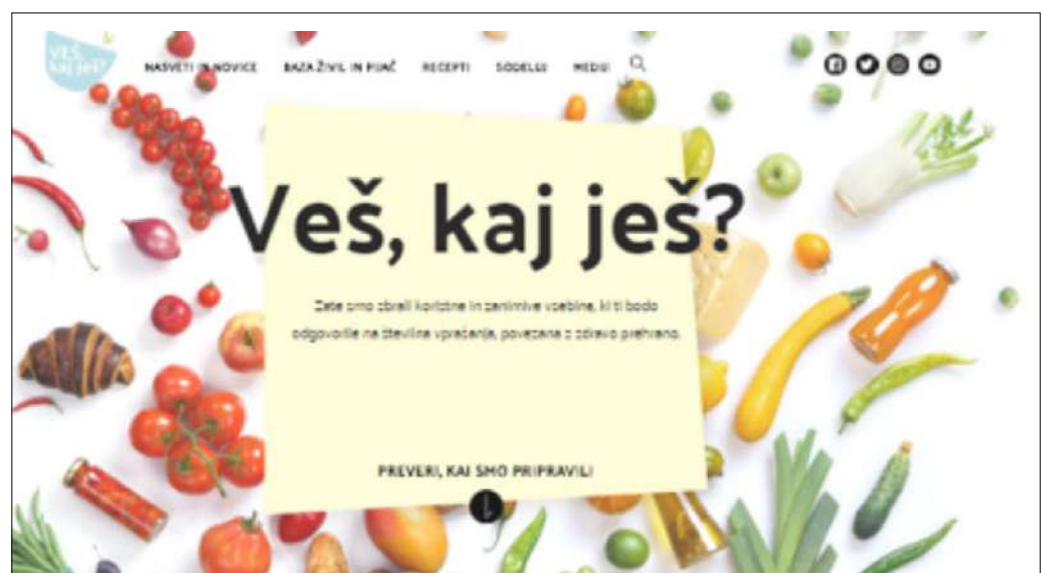 VEŠ,
kaj ješ?
NASVETI IN NOVICE BAZA ŽIVIL IN PIJAČ RECEPTI SODELUJ MEDIJI
Veš, kaj ješ?
Zate smo zbrali koristne in zanimive vsebine, ki ti bodo
odgovorile na številna vprašanja, povezana z zdravo prehrano.
PREVERI, KAJ SMO PRIPRAVILI